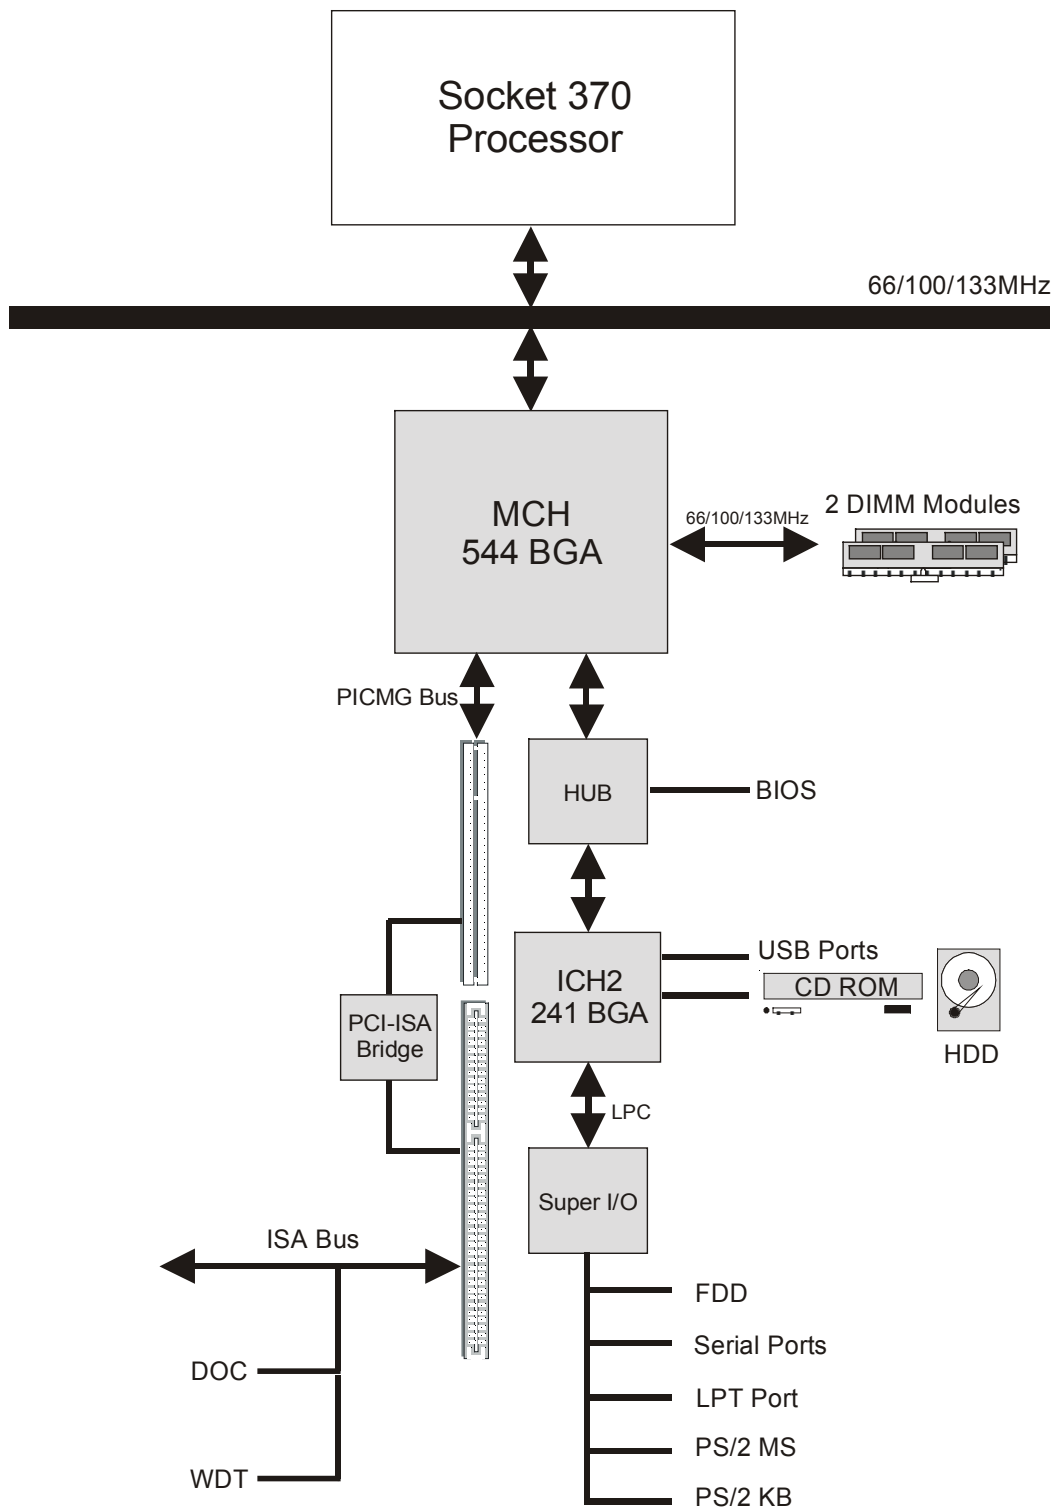 Socket 370
Processor
66/100/133MHz
MCH
544 BGA
66/100/133MHz
2 DIMM Modules
PICMG Bus
HUB
BIOS
ICH2
241 BGA
USB Ports
CD ROM
HDD
PCI-ISA
Bridge
LPC
Super I/O
ISA Bus
FDD
Serial Ports
DOC
LPT Port
PS/2 MS
WDT
PS/2 KB